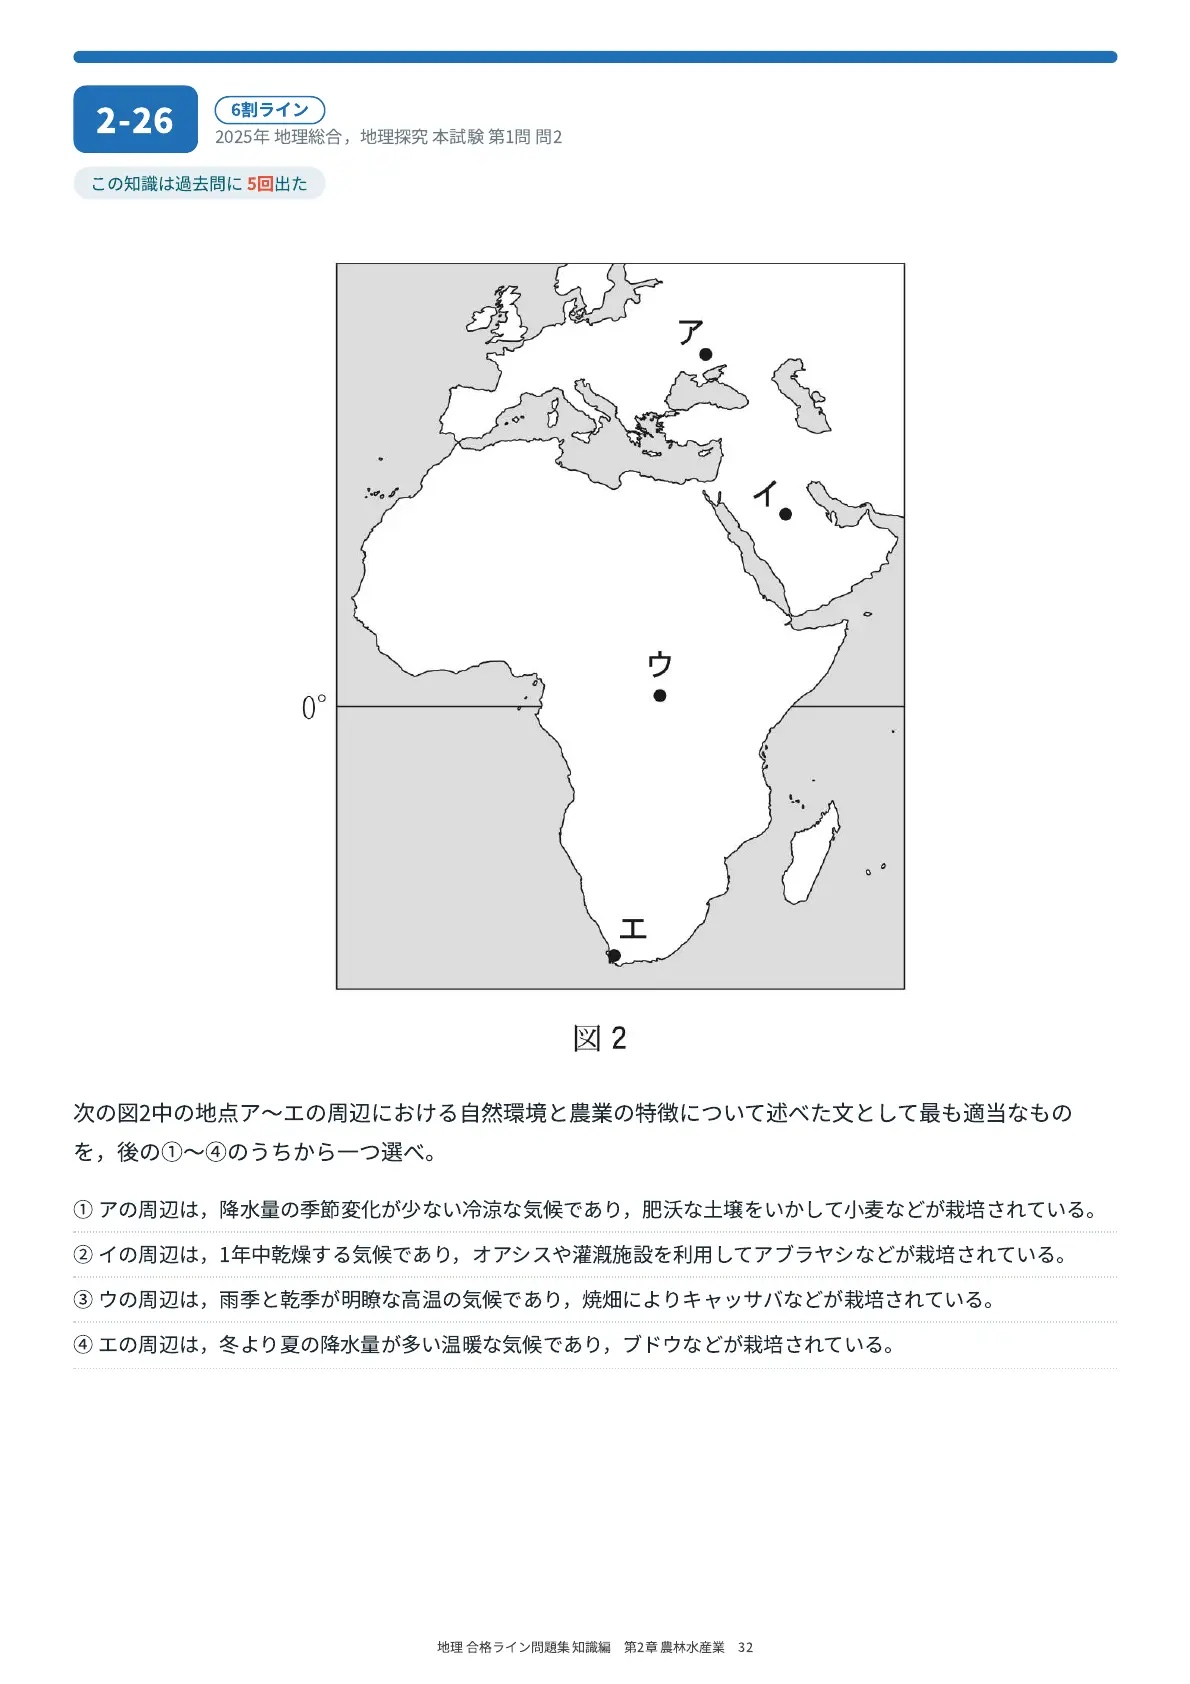 2-26
6割ライン
2025年 地理総合，地理探究 本試験 第1問 問2
この知識は過去問に 5回出た
ア
イ
ウ
0°
エ
図 2
次の図2中の地点ア～エの周辺における自然環境と農業の特徴について述べた文として最も適当なもの
を，後の①～④のうちから一つ選べ。
① アの周辺は，降水量の季節変化が少ない冷涼な気候であり，肥沃な土壌をいかして小麦などが栽培されている。
② イの周辺は，1年中乾燥する気候であり，オアシスや灌漑施設を利用してアブラヤシなどが栽培されている。
③ ウの周辺は，雨季と乾季が明瞭な高温の気候であり，焼畑によりキャッサバなどが栽培されている。
④ エの周辺は，冬より夏の降水量が多い温暖な気候であり，ブドウなどが栽培されている。
地理 合格ライン問題集 知識編　第2章 農林水産業　32